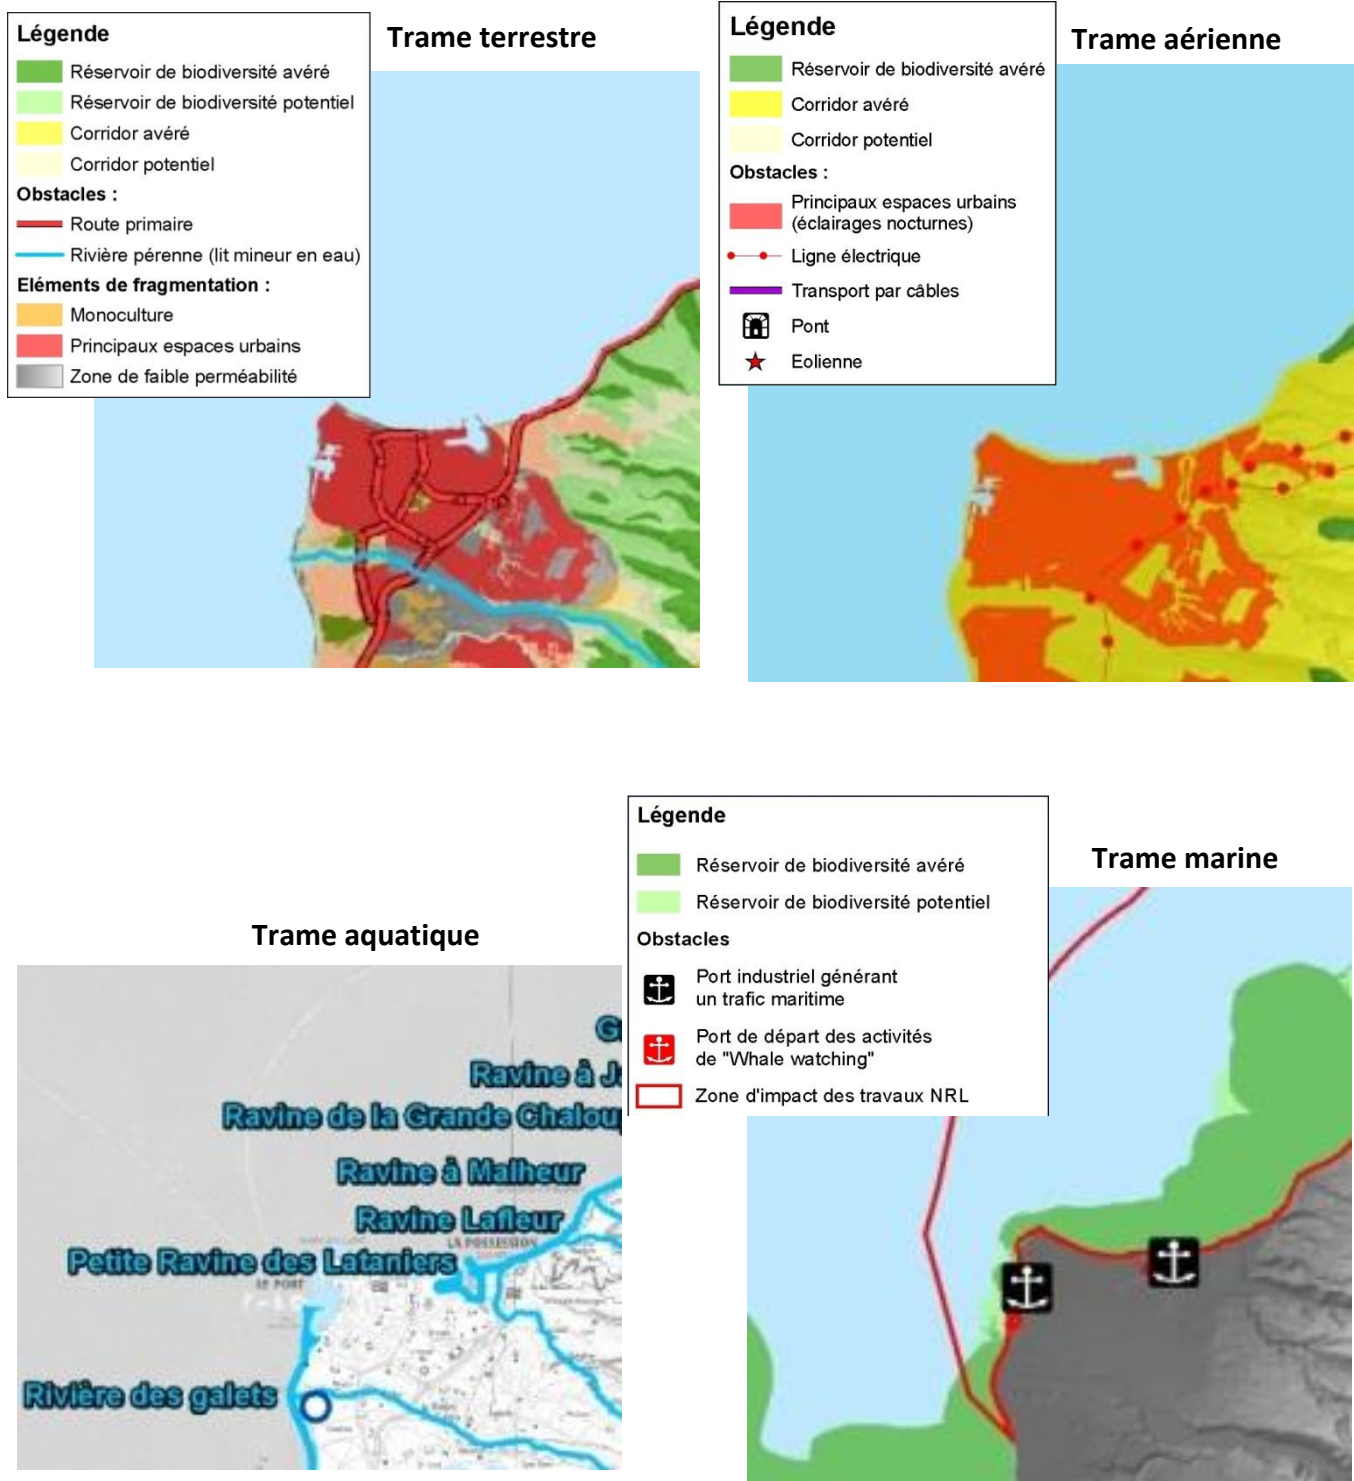 Légende
Trame terrestre
Réservoir de biodiversité avéré
Réservoir de biodiversité potentiel
Corridor avéré
Corridor potentiel
Obstacles :
Route primaire
Rivière pérenne (lit mineur en eau)
Eléments de fragmentation :
Monoculture
Principaux espaces urbains
Zone de faible perméabilité
Légende
Trame aérienne
Réservoir de biodiversité avéré
Corridor avéré
Corridor potentiel
Obstacles :
Principaux espaces urbains
(éclairages nocturnes)
Ligne électrique
Transport par câbles
Pont
Eolienne
Trame aquatique
Ravine à
Ravine de la Grande
Ravine à Malheur
Ravine Lafleur
LA POSSESSION
Petite Ravine des Lataniers
LE PORT
Rivière des galets
Légende
Trame marine
Réservoir de biodiversité avéré
Réservoir de biodiversité potentiel
Obstacles
Port industriel générant
un trafic maritime
Port de départ des activités
de "Whale watching"
Zone d'impact des travaux NRL